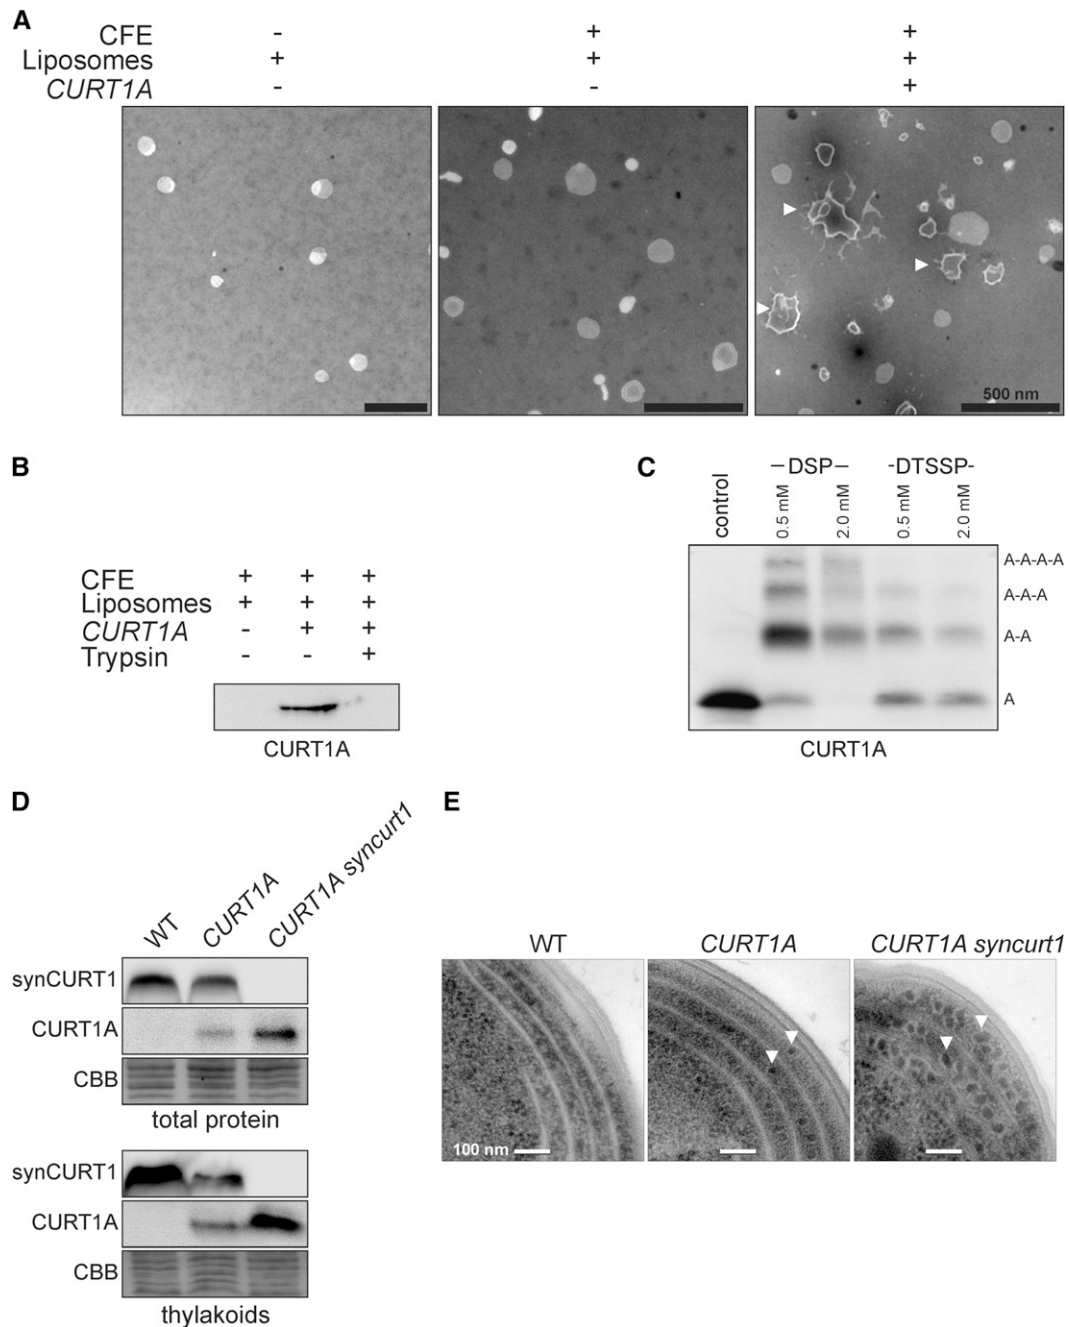 A
CFE - + +
Liposomes + + +
CURT1A - - +
500 nm
B
CFE + + +
Liposomes + + +
CURT1A - + +
Trypsin - - +
CURT1A
C
control
–DSP–
-DTSSP-
0.5 mM
2.0 mM
0.5 mM
2.0 mM
A-A-A-A
A-A-A
A-A
A
CURT1A
D
WT
CURT1A
CURT1A syncurt1
synCURT1
CURT1A
CBB
total protein
synCURT1
CURT1A
CBB
thylakoids
E
WT
CURT1A
CURT1A syncurt1
100 nm